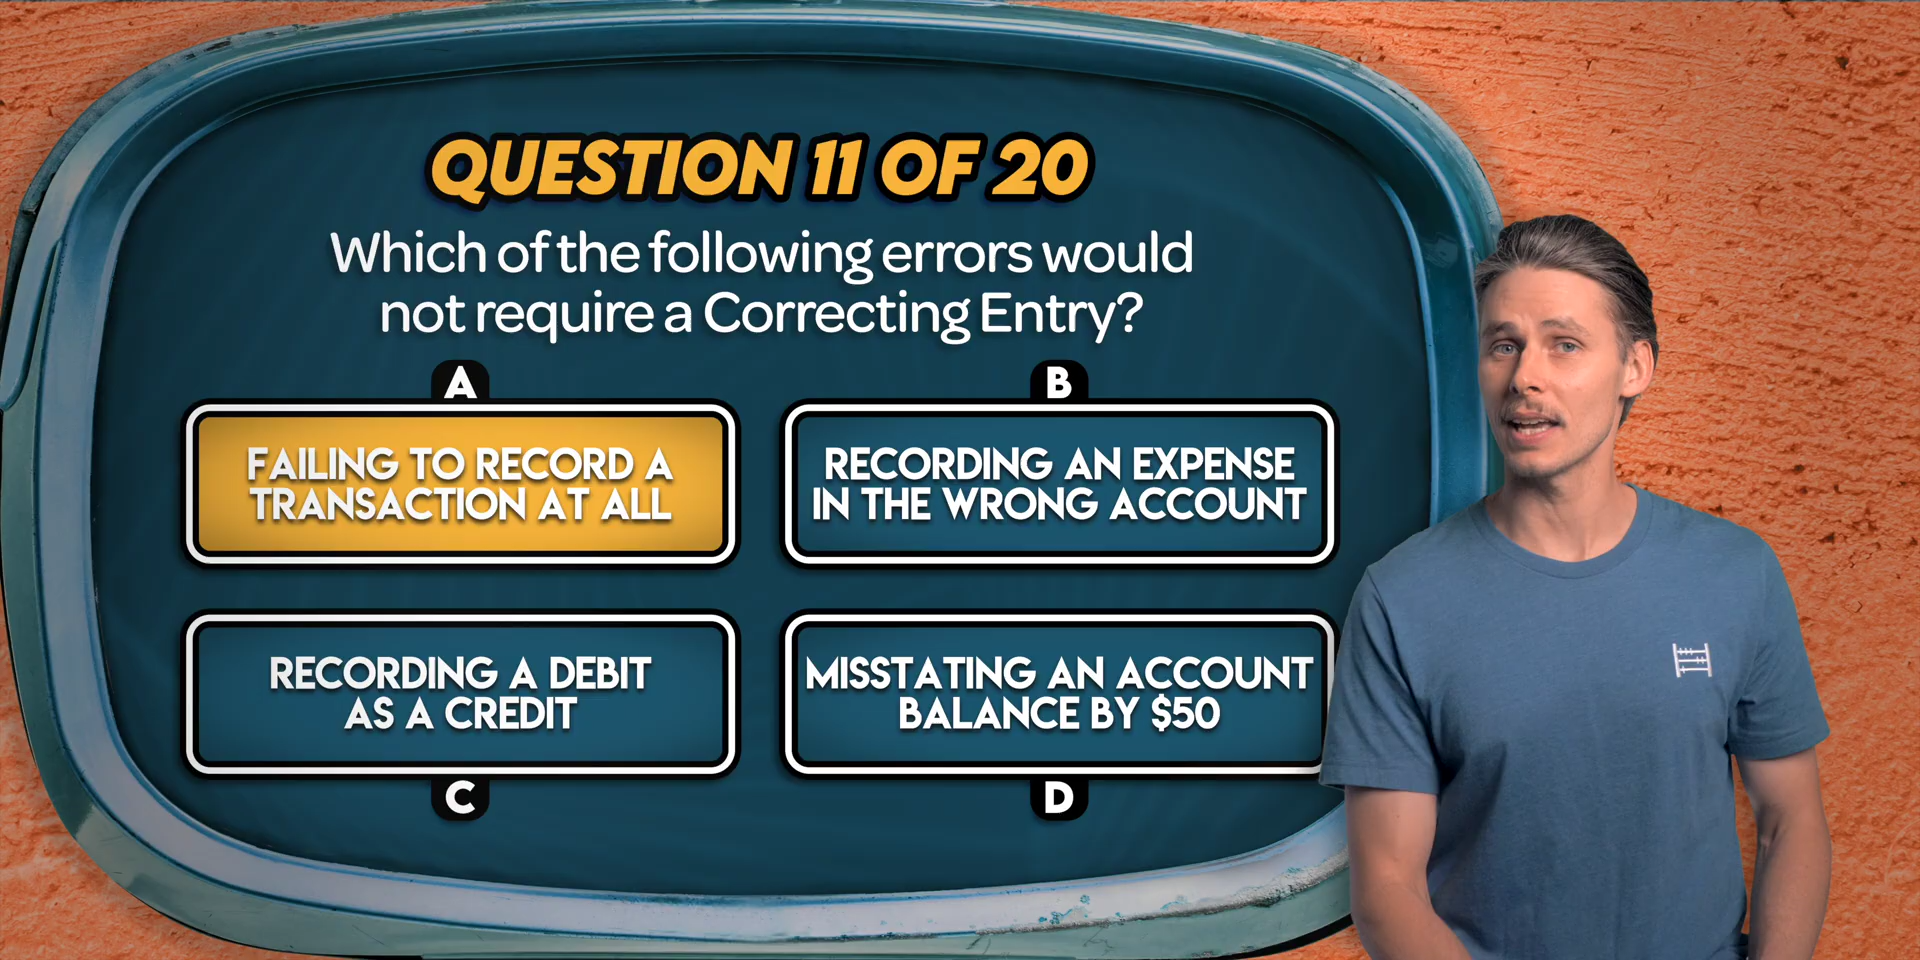 QUESTION 11 OF 20
Which of the following errors would
not require a Correcting Entry?
A
FAILING TO RECORD A
TRANSACTION AT ALL
B
RECORDING AN EXPENSE
IN THE WRONG ACCOUNT
RECORDING A DEBIT
AS A CREDIT
C
MISSTATING AN ACCOUNT
BALANCE BY $50
D